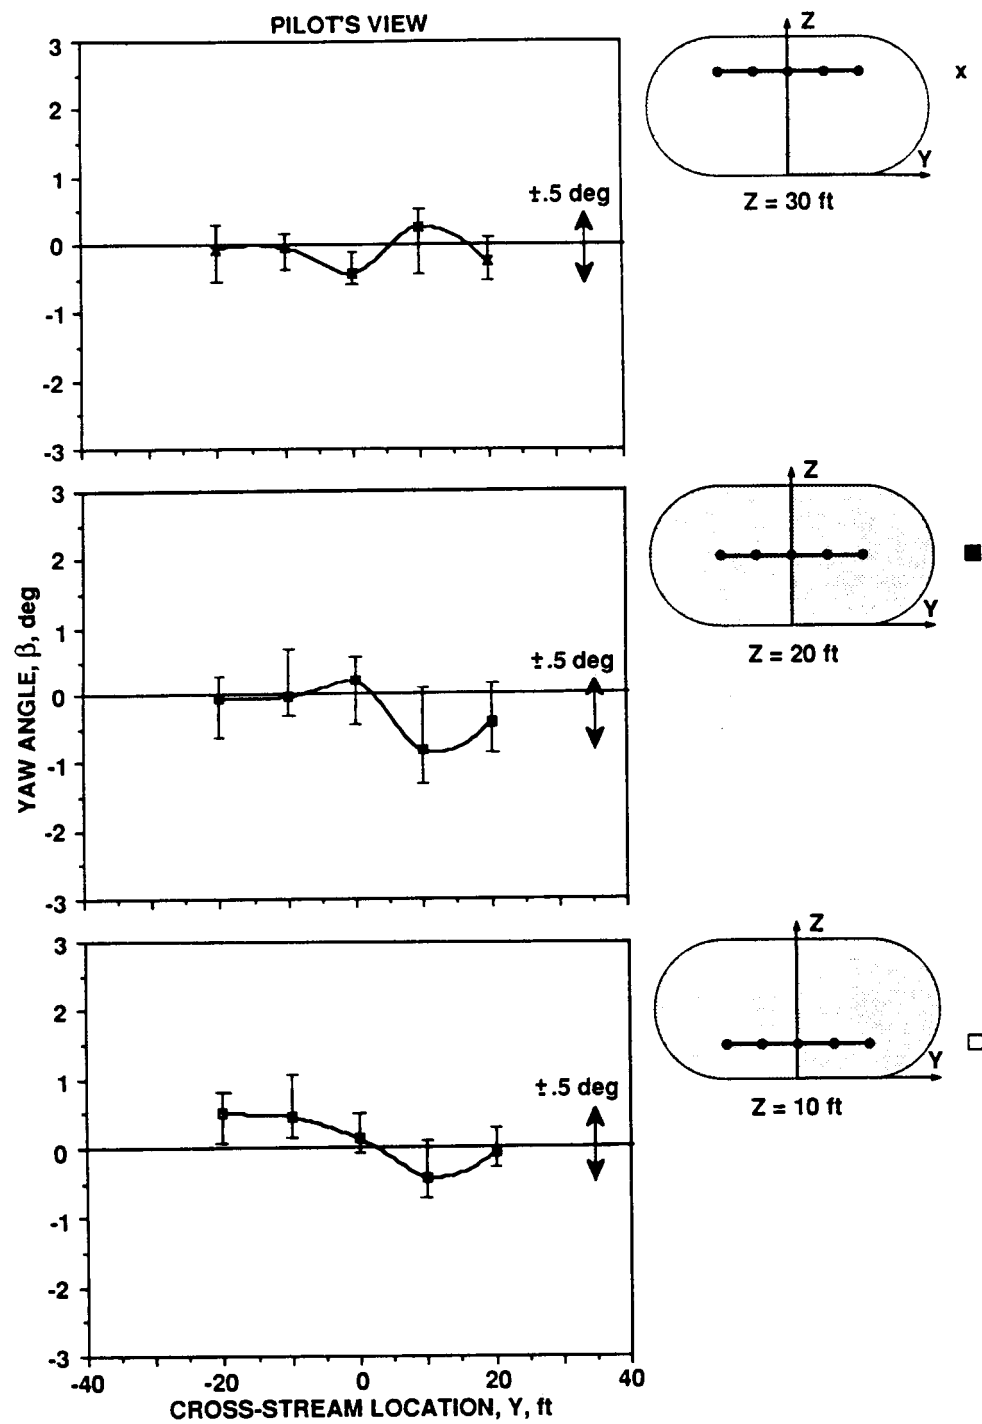 PILOT'S VIEW
3
2
1
0
-1
-2
-3
±.5 deg
Z
Y
x
Z = 30 ft
3
2
1
0
-1
-2
-3
±.5 deg
Z
Y
Z = 20 ft
YAW ANGLE, β, deg
3
2
1
0
-1
-2
-3
±.5 deg
Z
Y
Z = 10 ft
-40
-20
0
20
40
CROSS-STREAM LOCATION, Y, ft